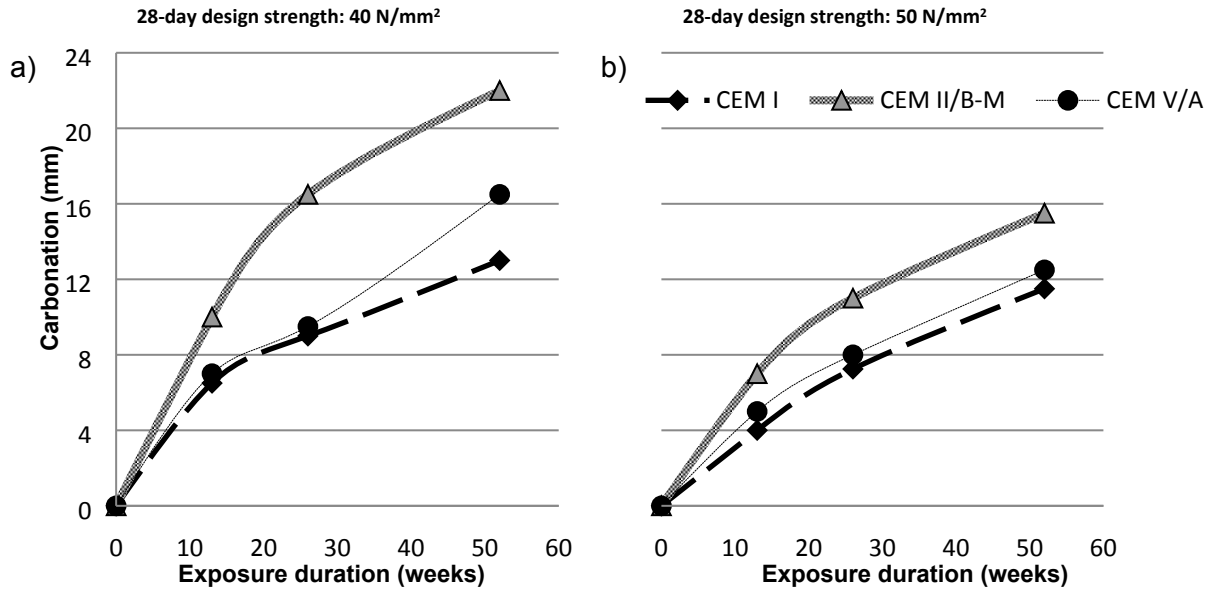 28-day design strength: 40 N/mm²
28-day design strength: 50 N/mm²
a)
b)
CEM I
CEM II/B-M
CEM V/A
Carbonation (mm)
24
20
16
12
8
4
0
0 10 20 30 40 50 60
Exposure duration (weeks)
0 10 20 30 40 50 60
Exposure duration (weeks)